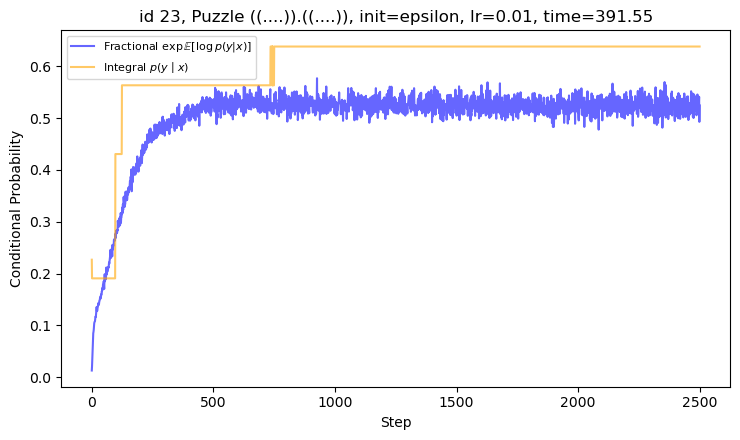 id 23, Puzzle ((....)).((....)), init=epsilon, lr=0.01, time=391.55
Fractional exp𝔼[log p(y|x)]
Integral p(y | x)
Conditional Probability
0.6
0.5
0.4
0.3
0.2
0.1
0.0
0 500 1000 1500 2000 2500
Step